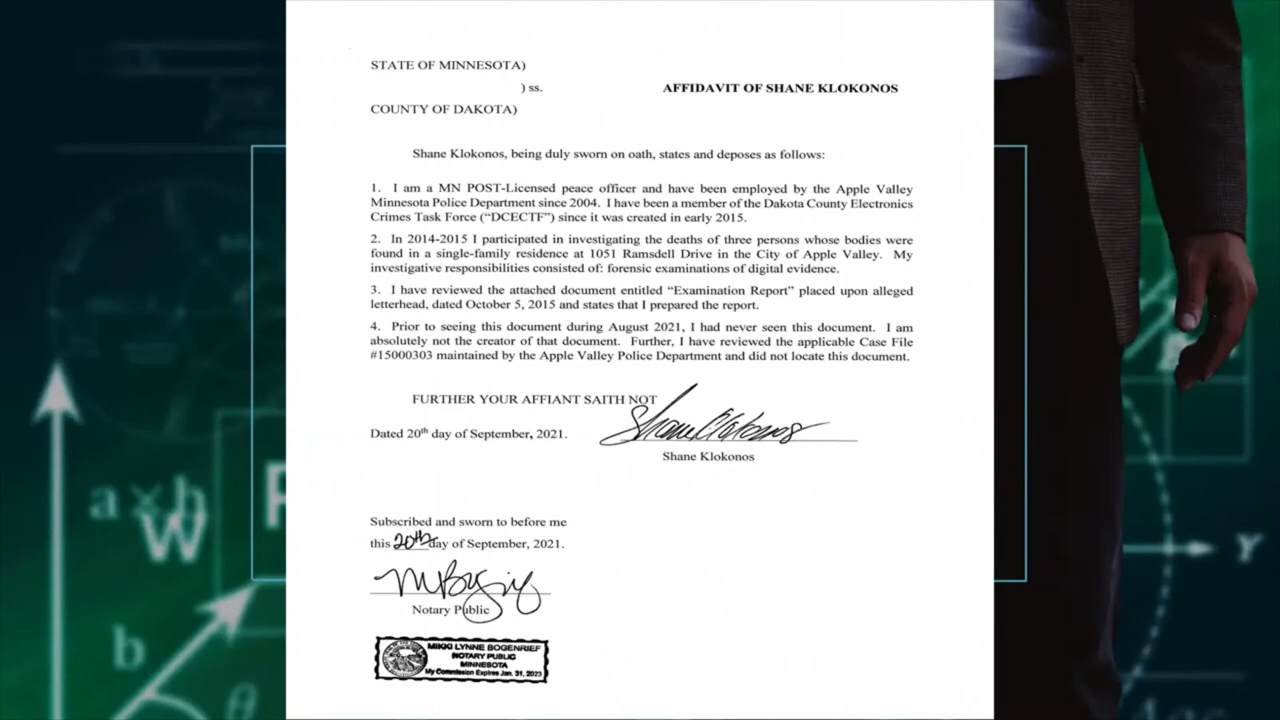 STATE OF MINNESOTA)
) ss.
AFFIDAVIT OF SHANE KLOKONOS
COUNTY OF DAKOTA)
Shane Klokonos, being duly sworn on oath, states and deposes as follows:
1. I am a MN POST-Licensed peace officer and have been employed by the Apple Valley
Minnesota Police Department since 2004. I have been a member of the Dakota County Electronics
Crimes Task Force (“DCECTF”) since it was created in early 2015.
2. In 2014-2015 I participated in investigating the deaths of three persons whose bodies were
found in a single-family residence at 1051 Ramsdell Drive in the City of Apple Valley. My
investigative responsibilities consisted of: forensic examinations of digital evidence.
3. I have reviewed the attached document entitled “Examination Report” placed upon alleged
letterhead, dated October 5, 2015 and states that I prepared the report.
4. Prior to seeing this document during August 2021, I had never seen this document. I am
absolutely not the creator of that document. Further, I have reviewed the applicable Case File
#15000303 maintained by the Apple Valley Police Department and did not locate this document.
FURTHER YOUR AFFIANT SAITH NOT
Dated 20th day of September, 2021.
Shane Klokonos
Shane Klokonos
Subscribed and sworn to before me
this 20th day of September, 2021.
Notary Public
MIKKI LYNNE BOGENRIEF
NOTARY PUBLIC
MINNESOTA
My Commission Expires Jan. 31, 2023
a × b
W
F
b
θ
Y